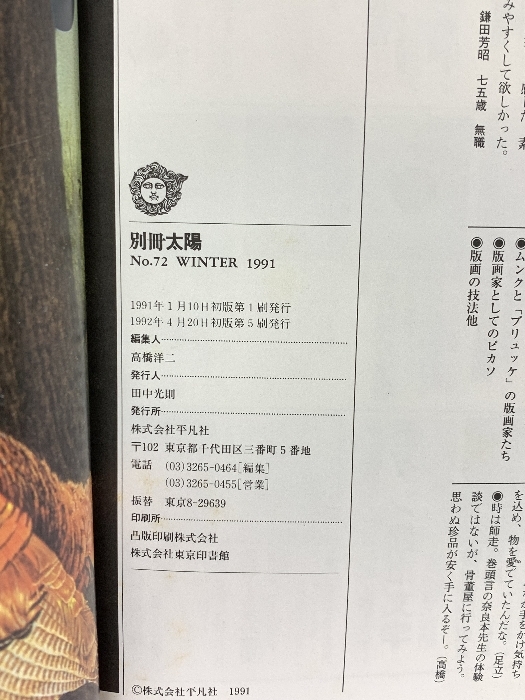 みやすくして欲しかった。
鎌田芳昭 七五歳 無職
●ムンクと「ブリュッケ」の版画家たち
●版画家としてのピカソ
●版画の技法他
を込め、物を愛でていたんだな。(足立)
●時は師走。巻頭言の奈良本先生の体験
談ではないが、骨董屋に行ってみよう。
思わぬ珍品が安く手に入るぞ!。(高橋
別冊太陽
No.72 WINTER 1991
1991年1月10日初版第1刷発行
1992年4月20日初版第5刷発行
編集人
高橋洋二
発行人
田中光則
発行所
株式会社平凡社
〒102 東京都千代田区三番町5番地
電話 (03)3265-0464[編集]
(03)3265-0455[営業]
振替 東京8-29639
印刷所
凸版印刷株式会社
株式会社東京印書館
©株式会社平凡社 1991